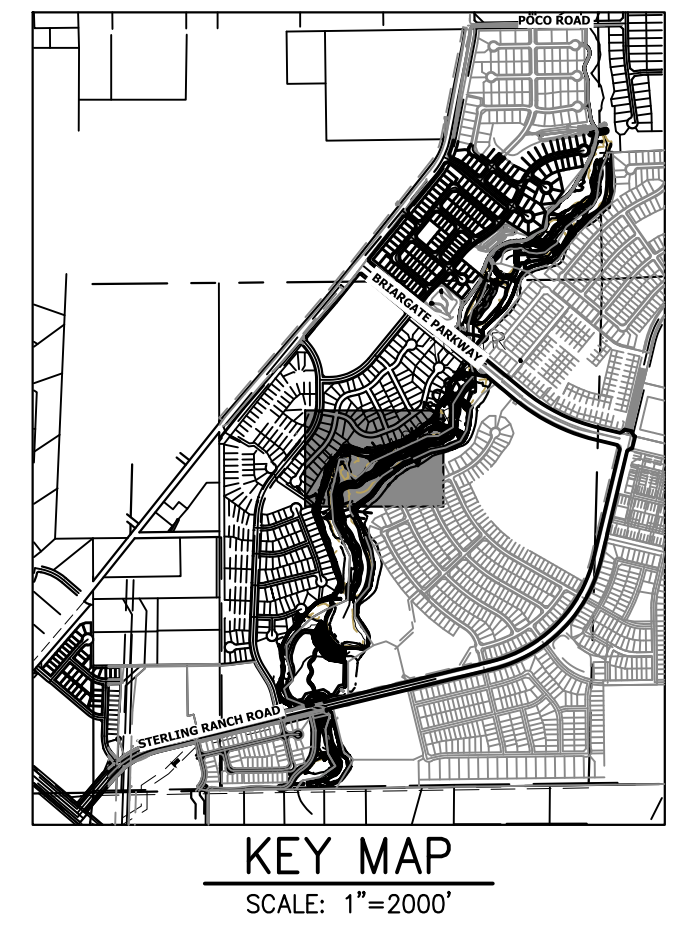 POCO ROAD
BRIARGATE PARKWAY
STERLING RANCH ROAD
KEY MAP
SCALE: 1"=2000'